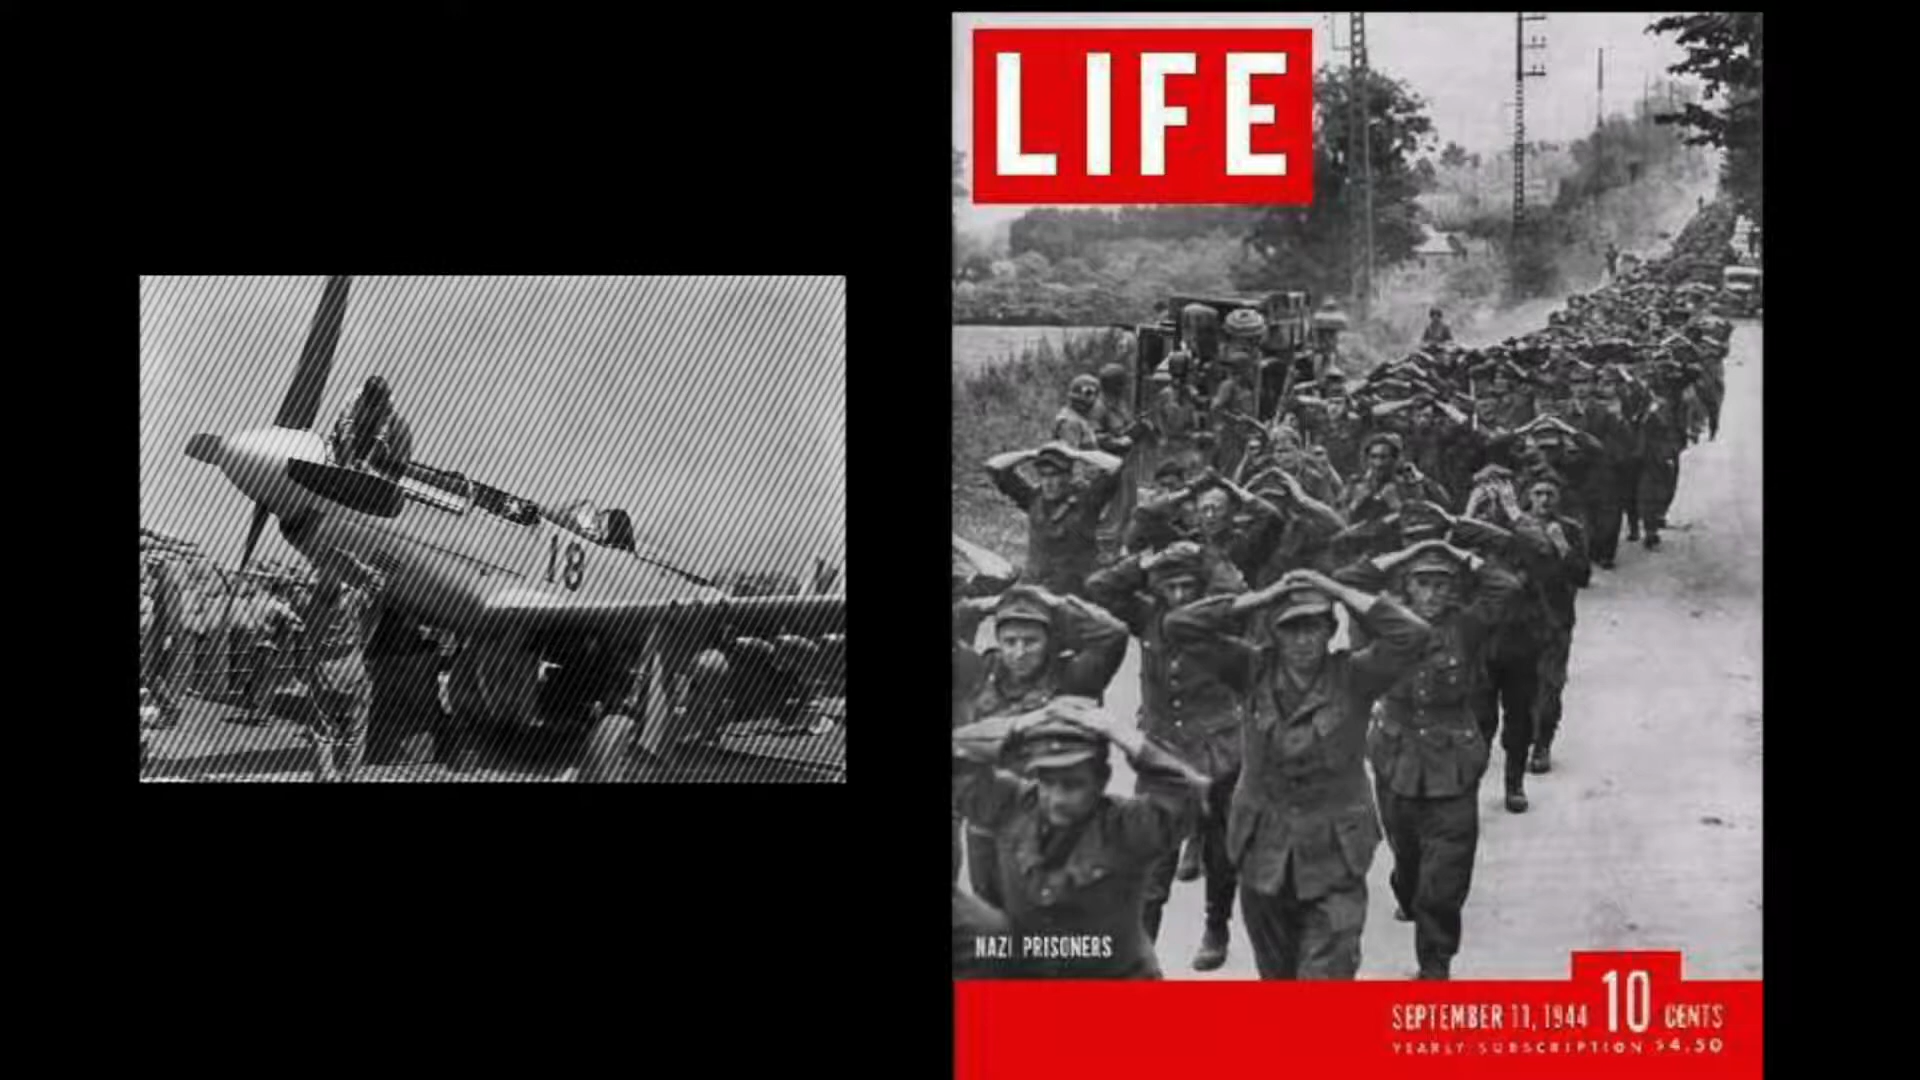 18
LIFE
NAZI PRISONERS
SEPTEMBER 11, 1944 10 CENTS
YEARLY SUBSCRIPTION $4.50